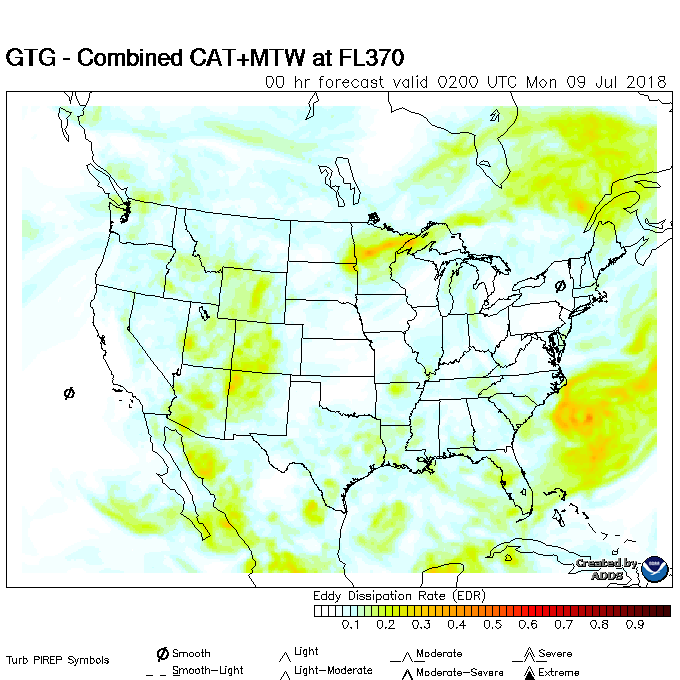 GTG - Combined CAT+MTW at FL370
00 hr forecast valid 0200 UTC Mon 09 Jul 2018
Created by
ADDS
Eddy Dissipation Rate (EDR)
0.1 0.2 0.3 0.4 0.5 0.6 0.7 0.8 0.9
Turb PIREP Symbols
Smooth Light Moderate Severe
Smooth-Light Light-Moderate Moderate-Severe Extreme